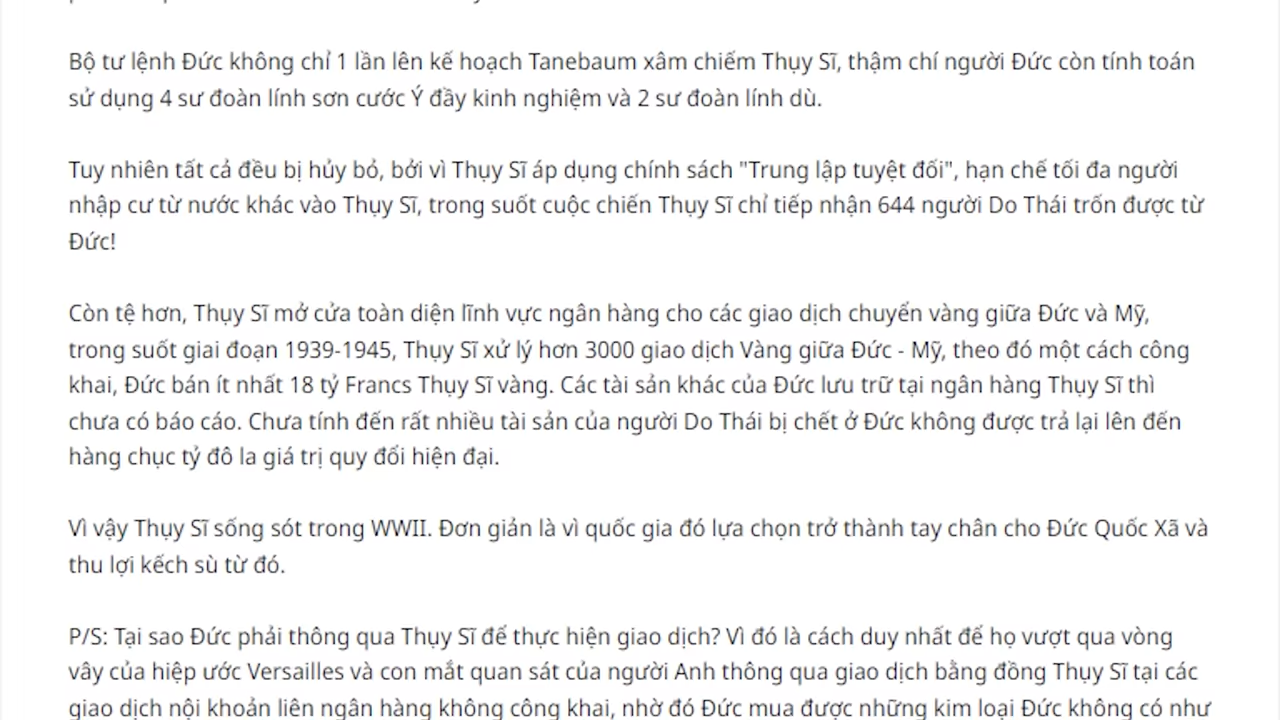 Bộ tư lệnh Đức không chỉ 1 lần lên kế hoạch Tanebaum xâm chiếm Thụy Sĩ, thậm chí người Đức còn tính toán
sử dụng 4 sư đoàn lính sơn cước Ý đầy kinh nghiệm và 2 sư đoàn lính dù.
Tuy nhiên tất cả đều bị hủy bỏ, bởi vì Thụy Sĩ áp dụng chính sách "Trung lập tuyệt đối", hạn chế tối đa người
nhập cư từ nước khác vào Thụy Sĩ, trong suốt cuộc chiến Thụy Sĩ chỉ tiếp nhận 644 người Do Thái trốn được từ
Đức!
Còn tệ hơn, Thụy Sĩ mở cửa toàn diện lĩnh vực ngân hàng cho các giao dịch chuyển vàng giữa Đức và Mỹ,
trong suốt giai đoạn 1939-1945, Thụy Sĩ xử lý hơn 3000 giao dịch Vàng giữa Đức - Mỹ, theo đó một cách công
khai, Đức bán ít nhất 18 tỷ Francs Thụy Sĩ vàng. Các tài sản khác của Đức lưu trữ tại ngân hàng Thụy Sĩ thì
chưa có báo cáo. Chưa tính đến rất nhiều tài sản của người Do Thái bị chết ở Đức không được trả lại lên đến
hàng chục tỷ đô la giá trị quy đổi hiện đại.
Vì vậy Thụy Sĩ sống sót trong WWII. Đơn giản là vì quốc gia đó lựa chọn trở thành tay chân cho Đức Quốc Xã và
thu lợi kếch sù từ đó.
P/S: Tại sao Đức phải thông qua Thụy Sĩ để thực hiện giao dịch? Vì đó là cách duy nhất để họ vượt qua vòng
vây của hiệp ước Versailles và con mắt quan sát của người Anh thông qua giao dịch bằng đồng Thụy Sĩ tại các
giao dịch nội khoản liên ngân hàng không công khai, nhờ đó Đức mua được những kim loại Đức không có như